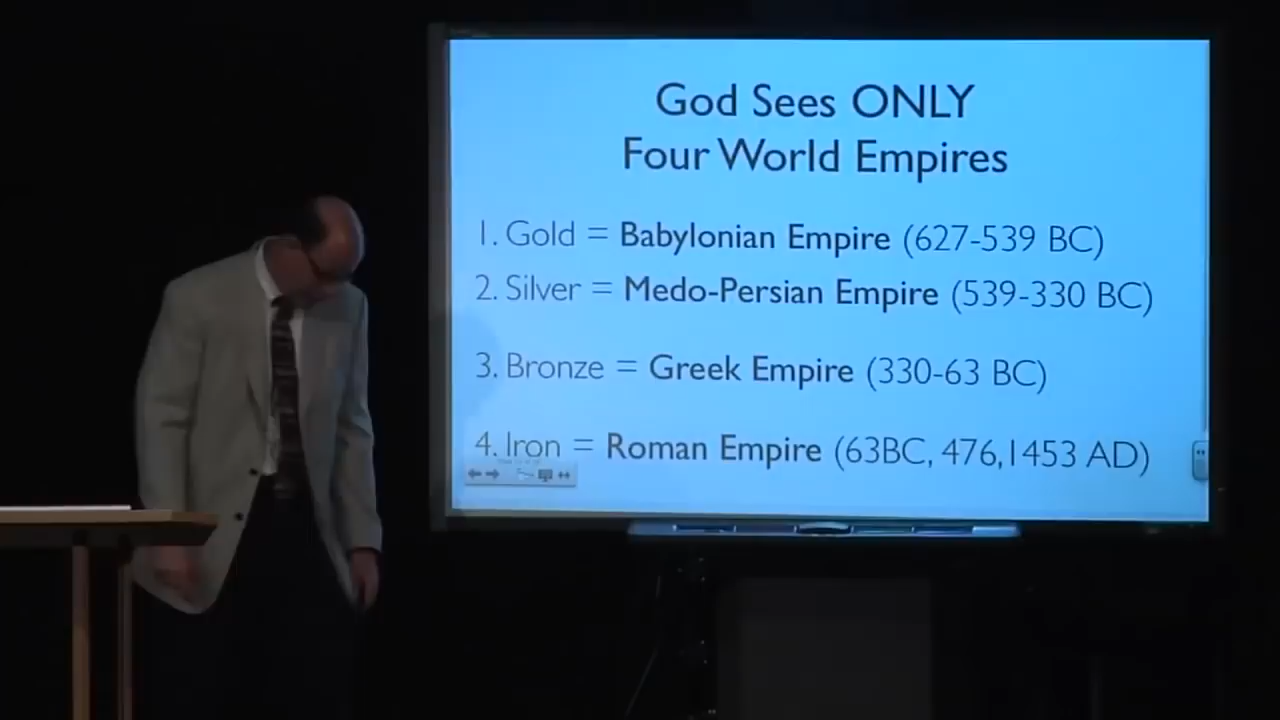 God Sees ONLY
Four World Empires
1. Gold = Babylonian Empire (627-539 BC)
2. Silver = Medo-Persian Empire (539-330 BC)
3. Bronze = Greek Empire (330-63 BC)
4. Iron = Roman Empire (63BC, 476,1453 AD)